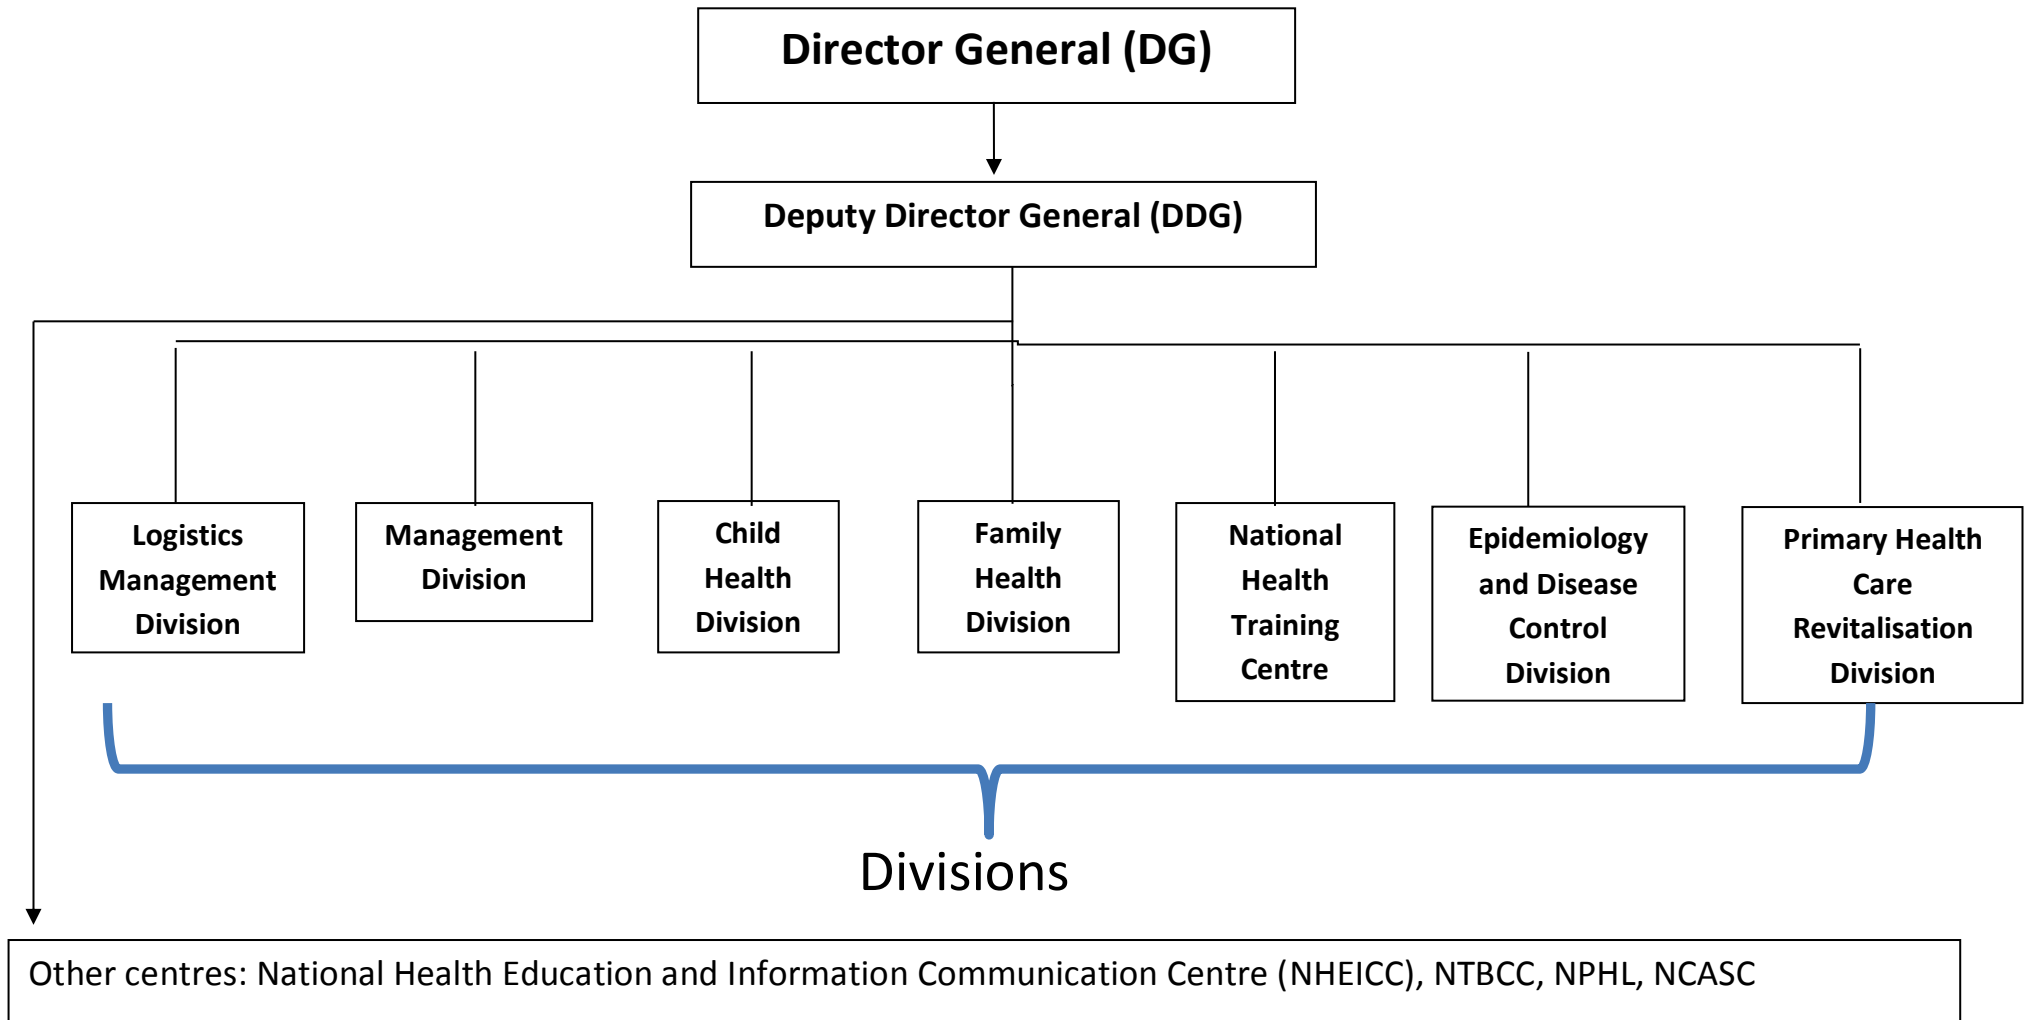 Director General (DG)
Deputy Director General (DDG)
Logistics
Management
Division
Management
Division
Child
Health
Division
Family
Health
Division
National
Health
Training
Centre
Epidemiology
and Disease
Control
Division
Primary Health
Care
Revitalisation
Division
Divisions
Other centres: National Health Education and Information Communication Centre (NHEICC), NTBCC, NPHL, NCASC